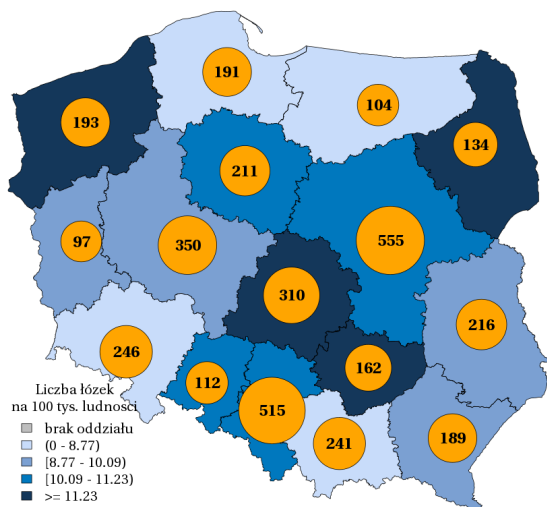 191
104
193
134
211
97
350
555
310
216
246
162
112
515
241
189
Liczba łózek
na 100 tys. ludności
brak oddziału
(0 - 8.77)
[8.77 - 10.09)
[10.09 - 11.23)
>= 11.23